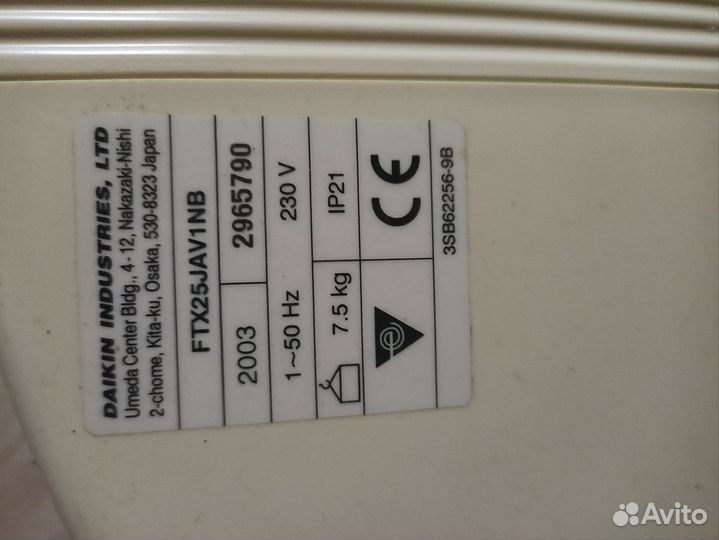 DAIKIN INDUSTRIES, LTD
Umeda Center Bldg., 4-12, Nakazaki-Nishi
2-chome, Kita-ku, Osaka, 530-8323 Japan
FTX25JAV1NB
2003 2965790
1~50 Hz 230 V
7.5 kg IP21
CE
3SB62256-9B
Avito